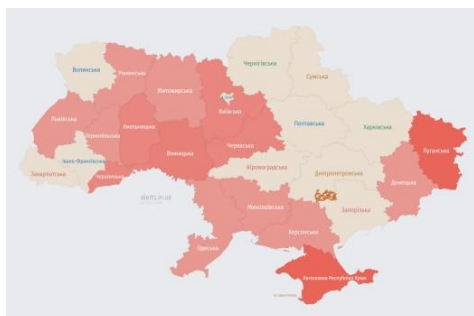 Волинська
Рівненська
Чернігівська
Сумська
Житомирська
Київська
Львівська
Тернопільська
Хмельницька
Полтавська
Харківська
Черкаська
Вінницька
Луганська
Івано-Франківська
Закарпатська
Чернівецька
Кіровоградська
Дніпропетровська
Донецька
alerts.in.ua
Миколаївська
Запорізька
Херсонська
Одеська
Автономна Республіка Крим